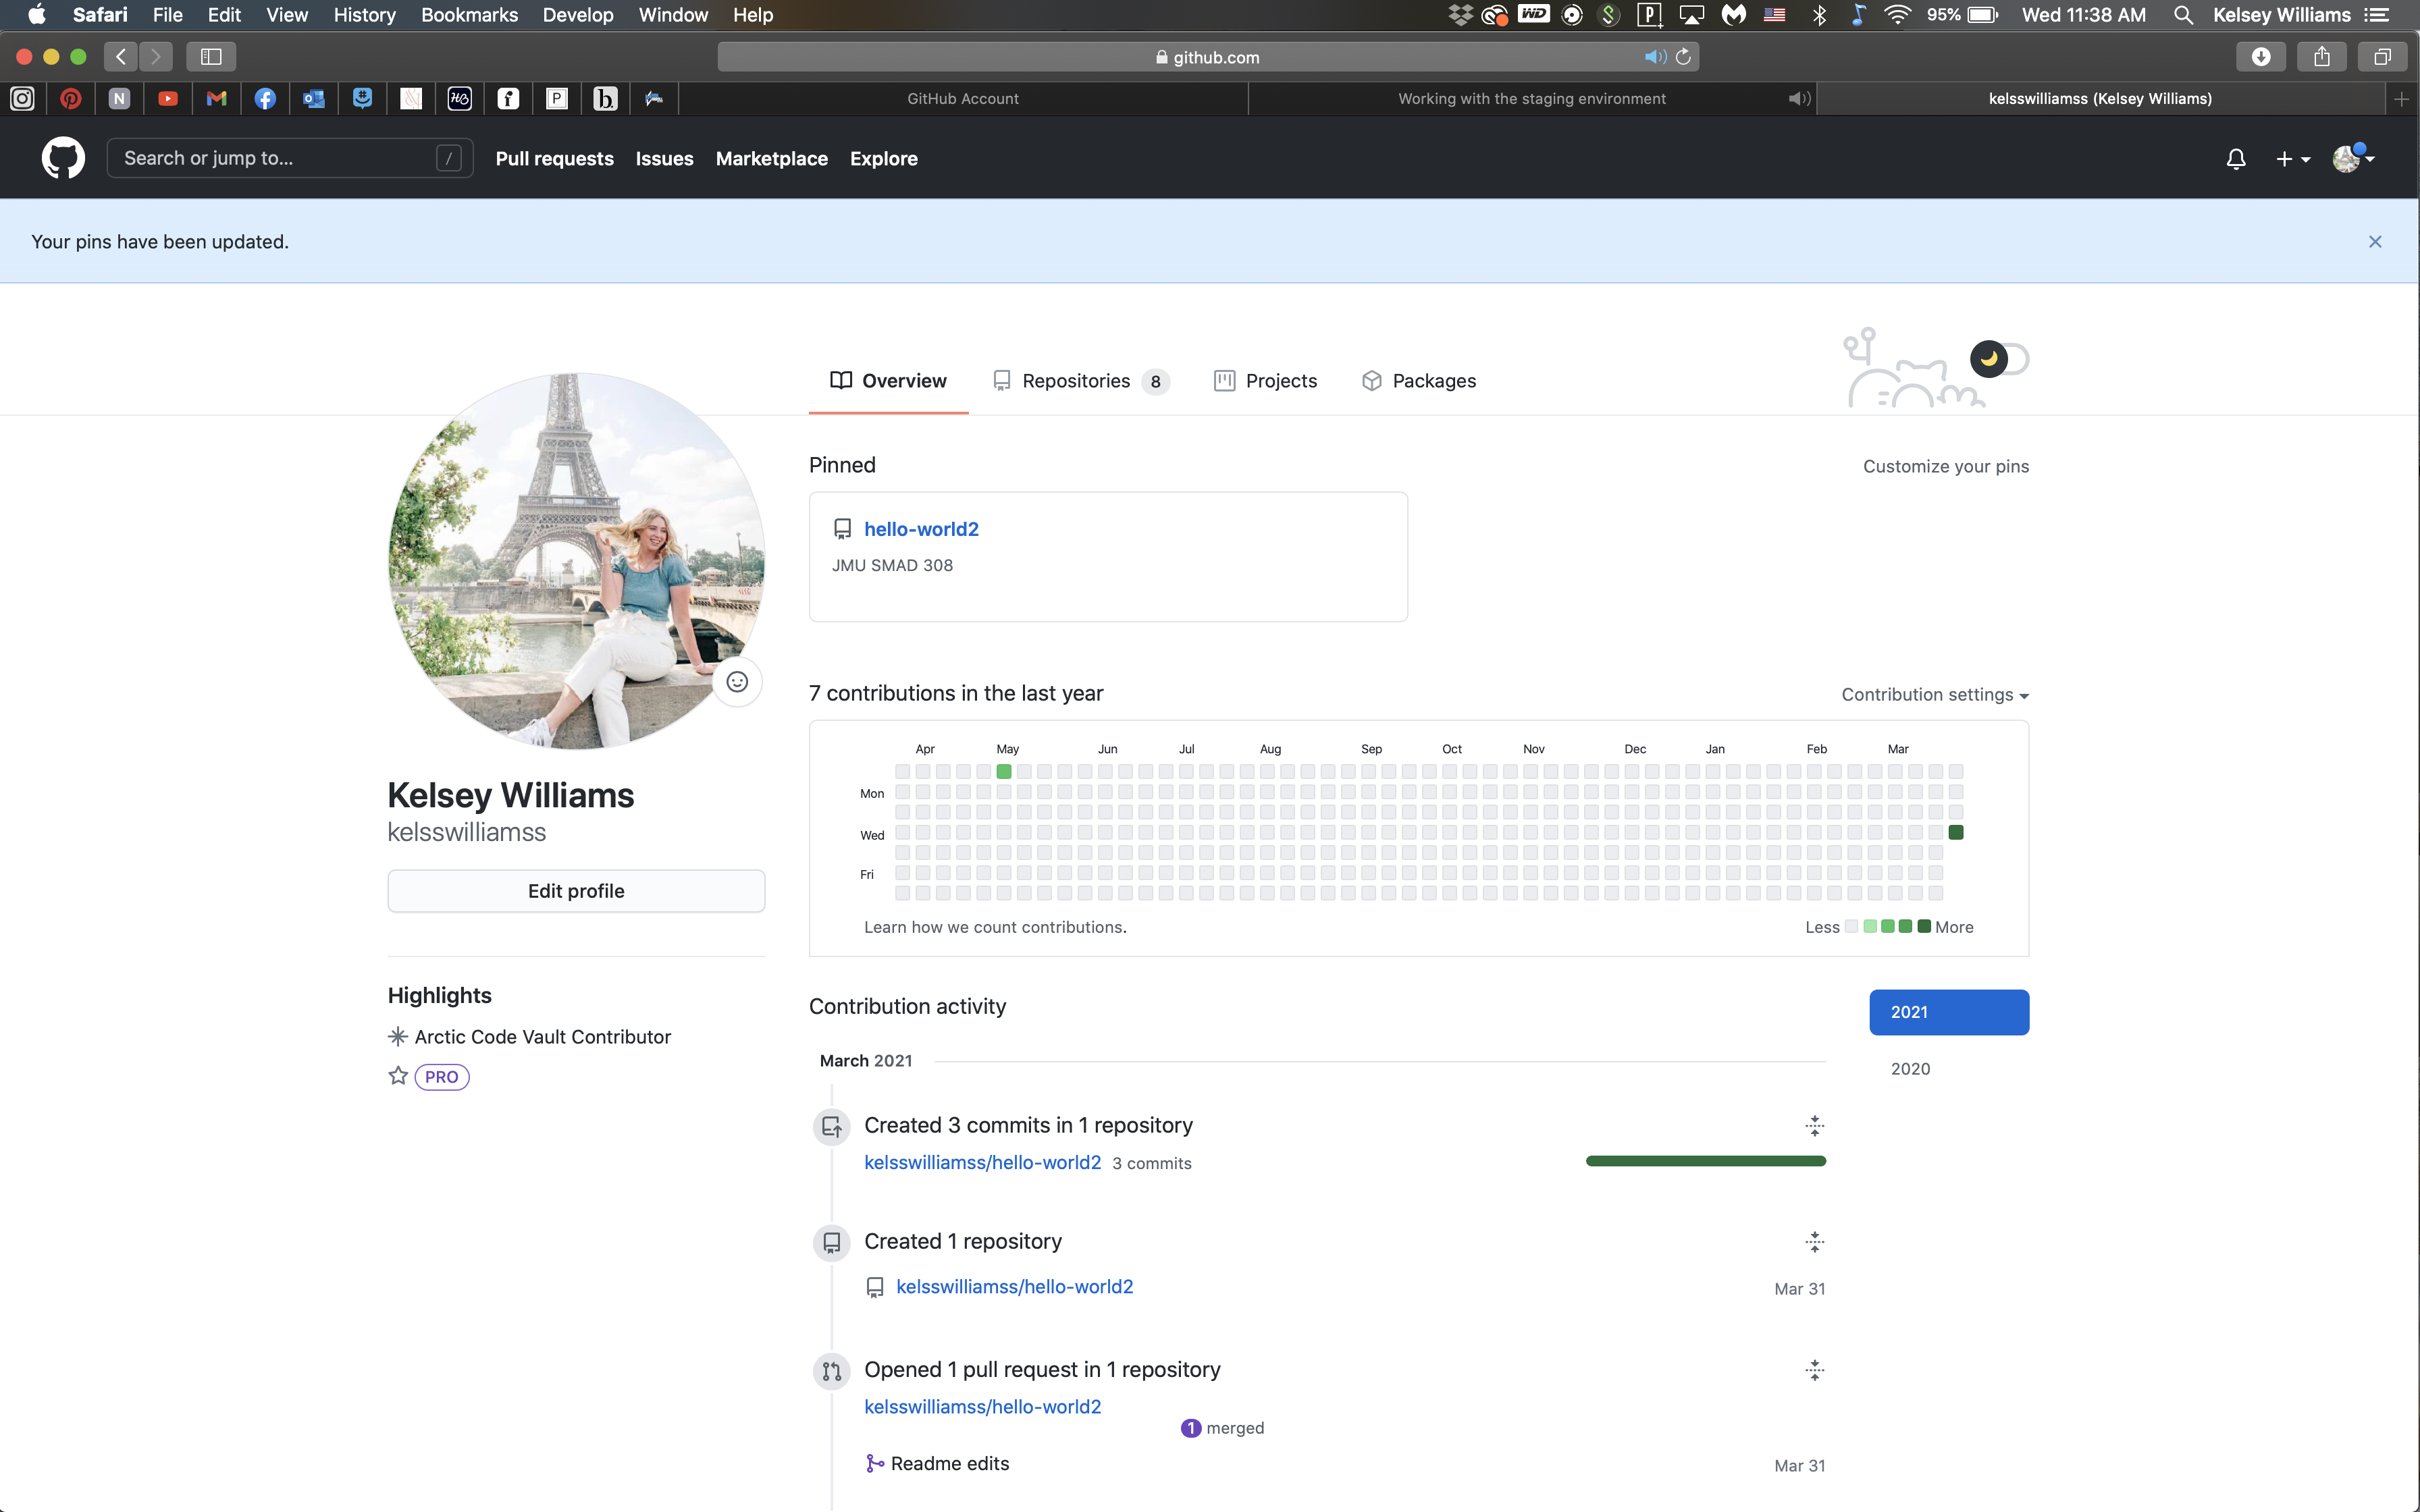 Safari File Edit View History Bookmarks Develop Window Help WD P 95% Wed 11:38 AM Kelsey Williams
github.com
N HB i P b. GitHub Account Working with the staging environment kelsswilliamss (Kelsey Williams)
Search or jump to... / Pull requests Issues Marketplace Explore
Your pins have been updated.
Overview Repositories 8 Projects Packages
Pinned Customize your pins
hello-world2
JMU SMAD 308
7 contributions in the last year Contribution settings
Apr May Jun Jul Aug Sep Oct Nov Dec Jan Feb Mar
Mon
Wed
Fri
Learn how we count contributions. Less More
Kelsey Williams
kelsswilliamss
Edit profile
Highlights
Arctic Code Vault Contributor
PRO
Contribution activity 2021
2020
March 2021
Created 3 commits in 1 repository
kelsswilliamss/hello-world2 3 commits
Created 1 repository
kelsswilliamss/hello-world2 Mar 31
Opened 1 pull request in 1 repository
kelsswilliamss/hello-world2
1 merged
Readme edits Mar 31